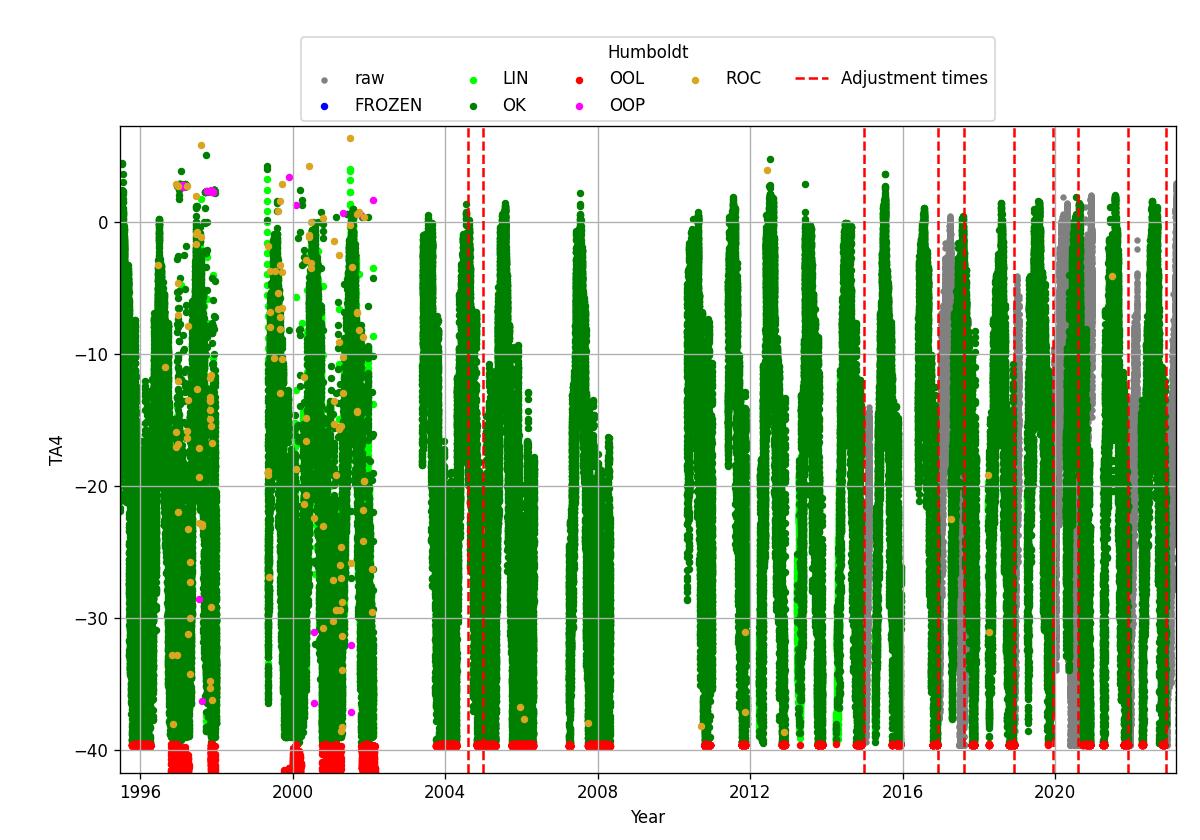 Humboldt
raw LIN OOL ROC Adjustment times
FROZEN OK OOP
TA4
0
−10
−20
−30
−40
1996 2000 2004 2008 2012 2016 2020
Year